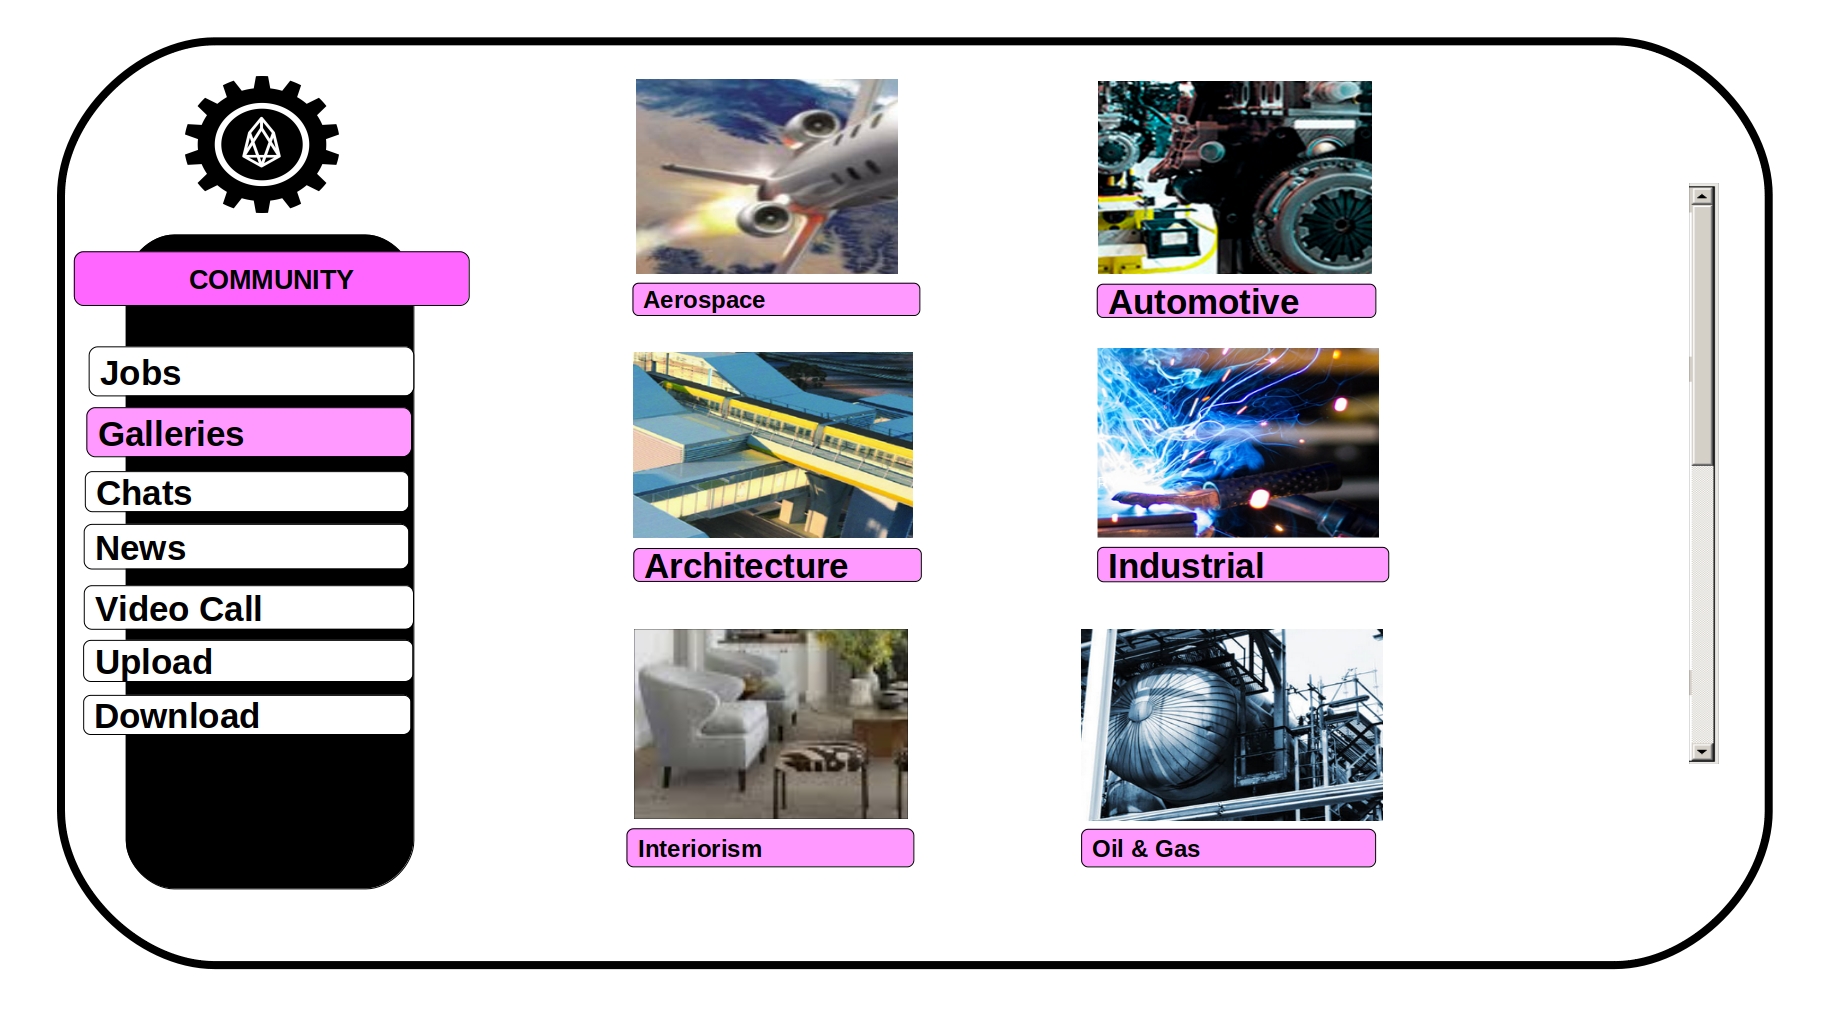 COMMUNITY
Jobs
Galleries
Chats
News
Video Call
Upload
Download
Aerospace
Automotive
Architecture
Industrial
Interiorism
Oil & Gas